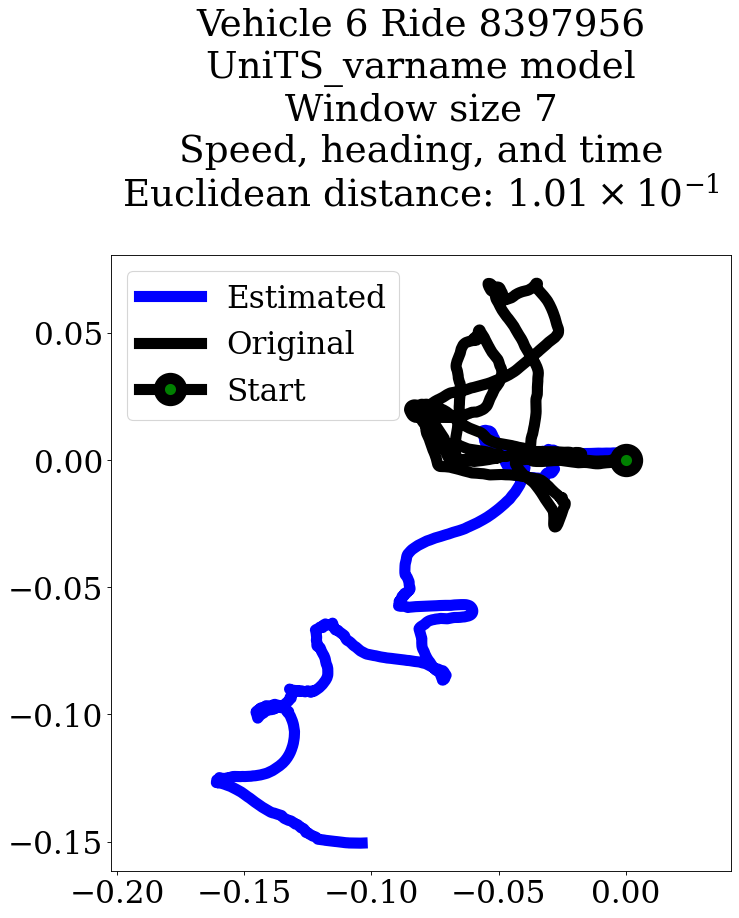 Vehicle 6 Ride 8397956
UniTS_varname model
Window size 7
Speed, heading, and time
Euclidean distance: 1.01 × 10⁻¹
Estimated
Original
Start
0.05
0.00
−0.05
−0.10
−0.15
−0.20 −0.15 −0.10 −0.05 0.00